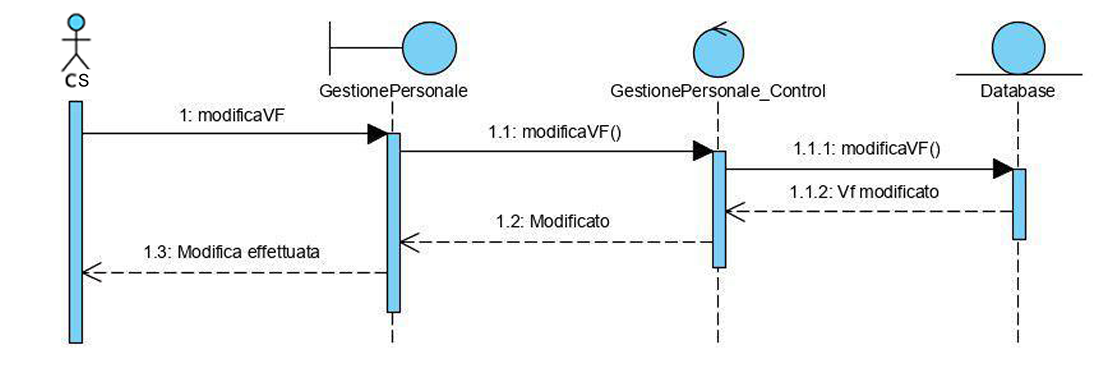 CS
GestionePersonale
GestionePersonale_Control
Database
1: modificaVF
1.1: modificaVF()
1.1.1: modificaVF()
1.1.2: Vf modificato
1.2: Modificato
1.3: Modifica effettuata